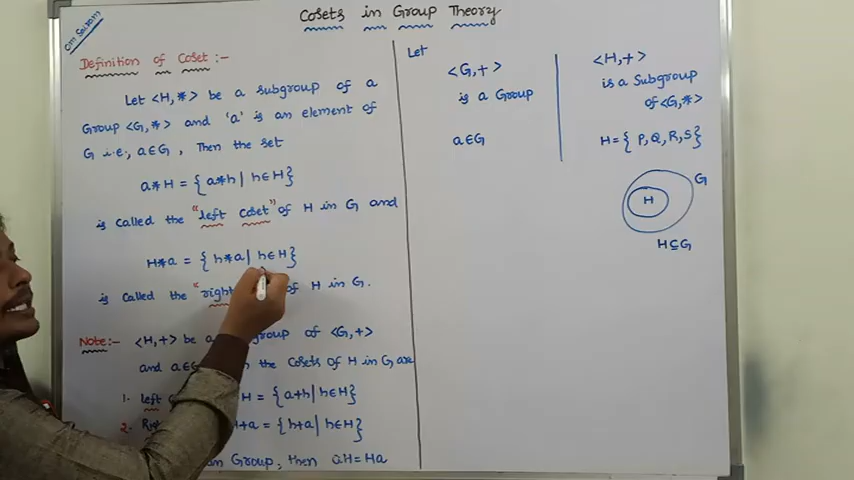 Om Sairam
Cosets in Group Theory
Definition of Coset :-
Let <H,*> be a subgroup of a
Group <G,*> and 'a' is an element of
G i.e; a∈G, Then the set
a*H = {a*h | h∈H}
is called the "left coset" of H in G and
H*a = {h*a | h∈H}
is called the "right of H in G.
Note:- <H,+> be a group of <G,+>
and the Cosets of H in G are
1. left H = {a+h | h∈H}
2. +a = {h+a | h∈H}
Group, then aH=Ha
Let
<G,+>
is a Group
a∈G
<H,+>
is a Subgroup
of <G,*>
H={P,Q,R,S}
G
H
H⊆G